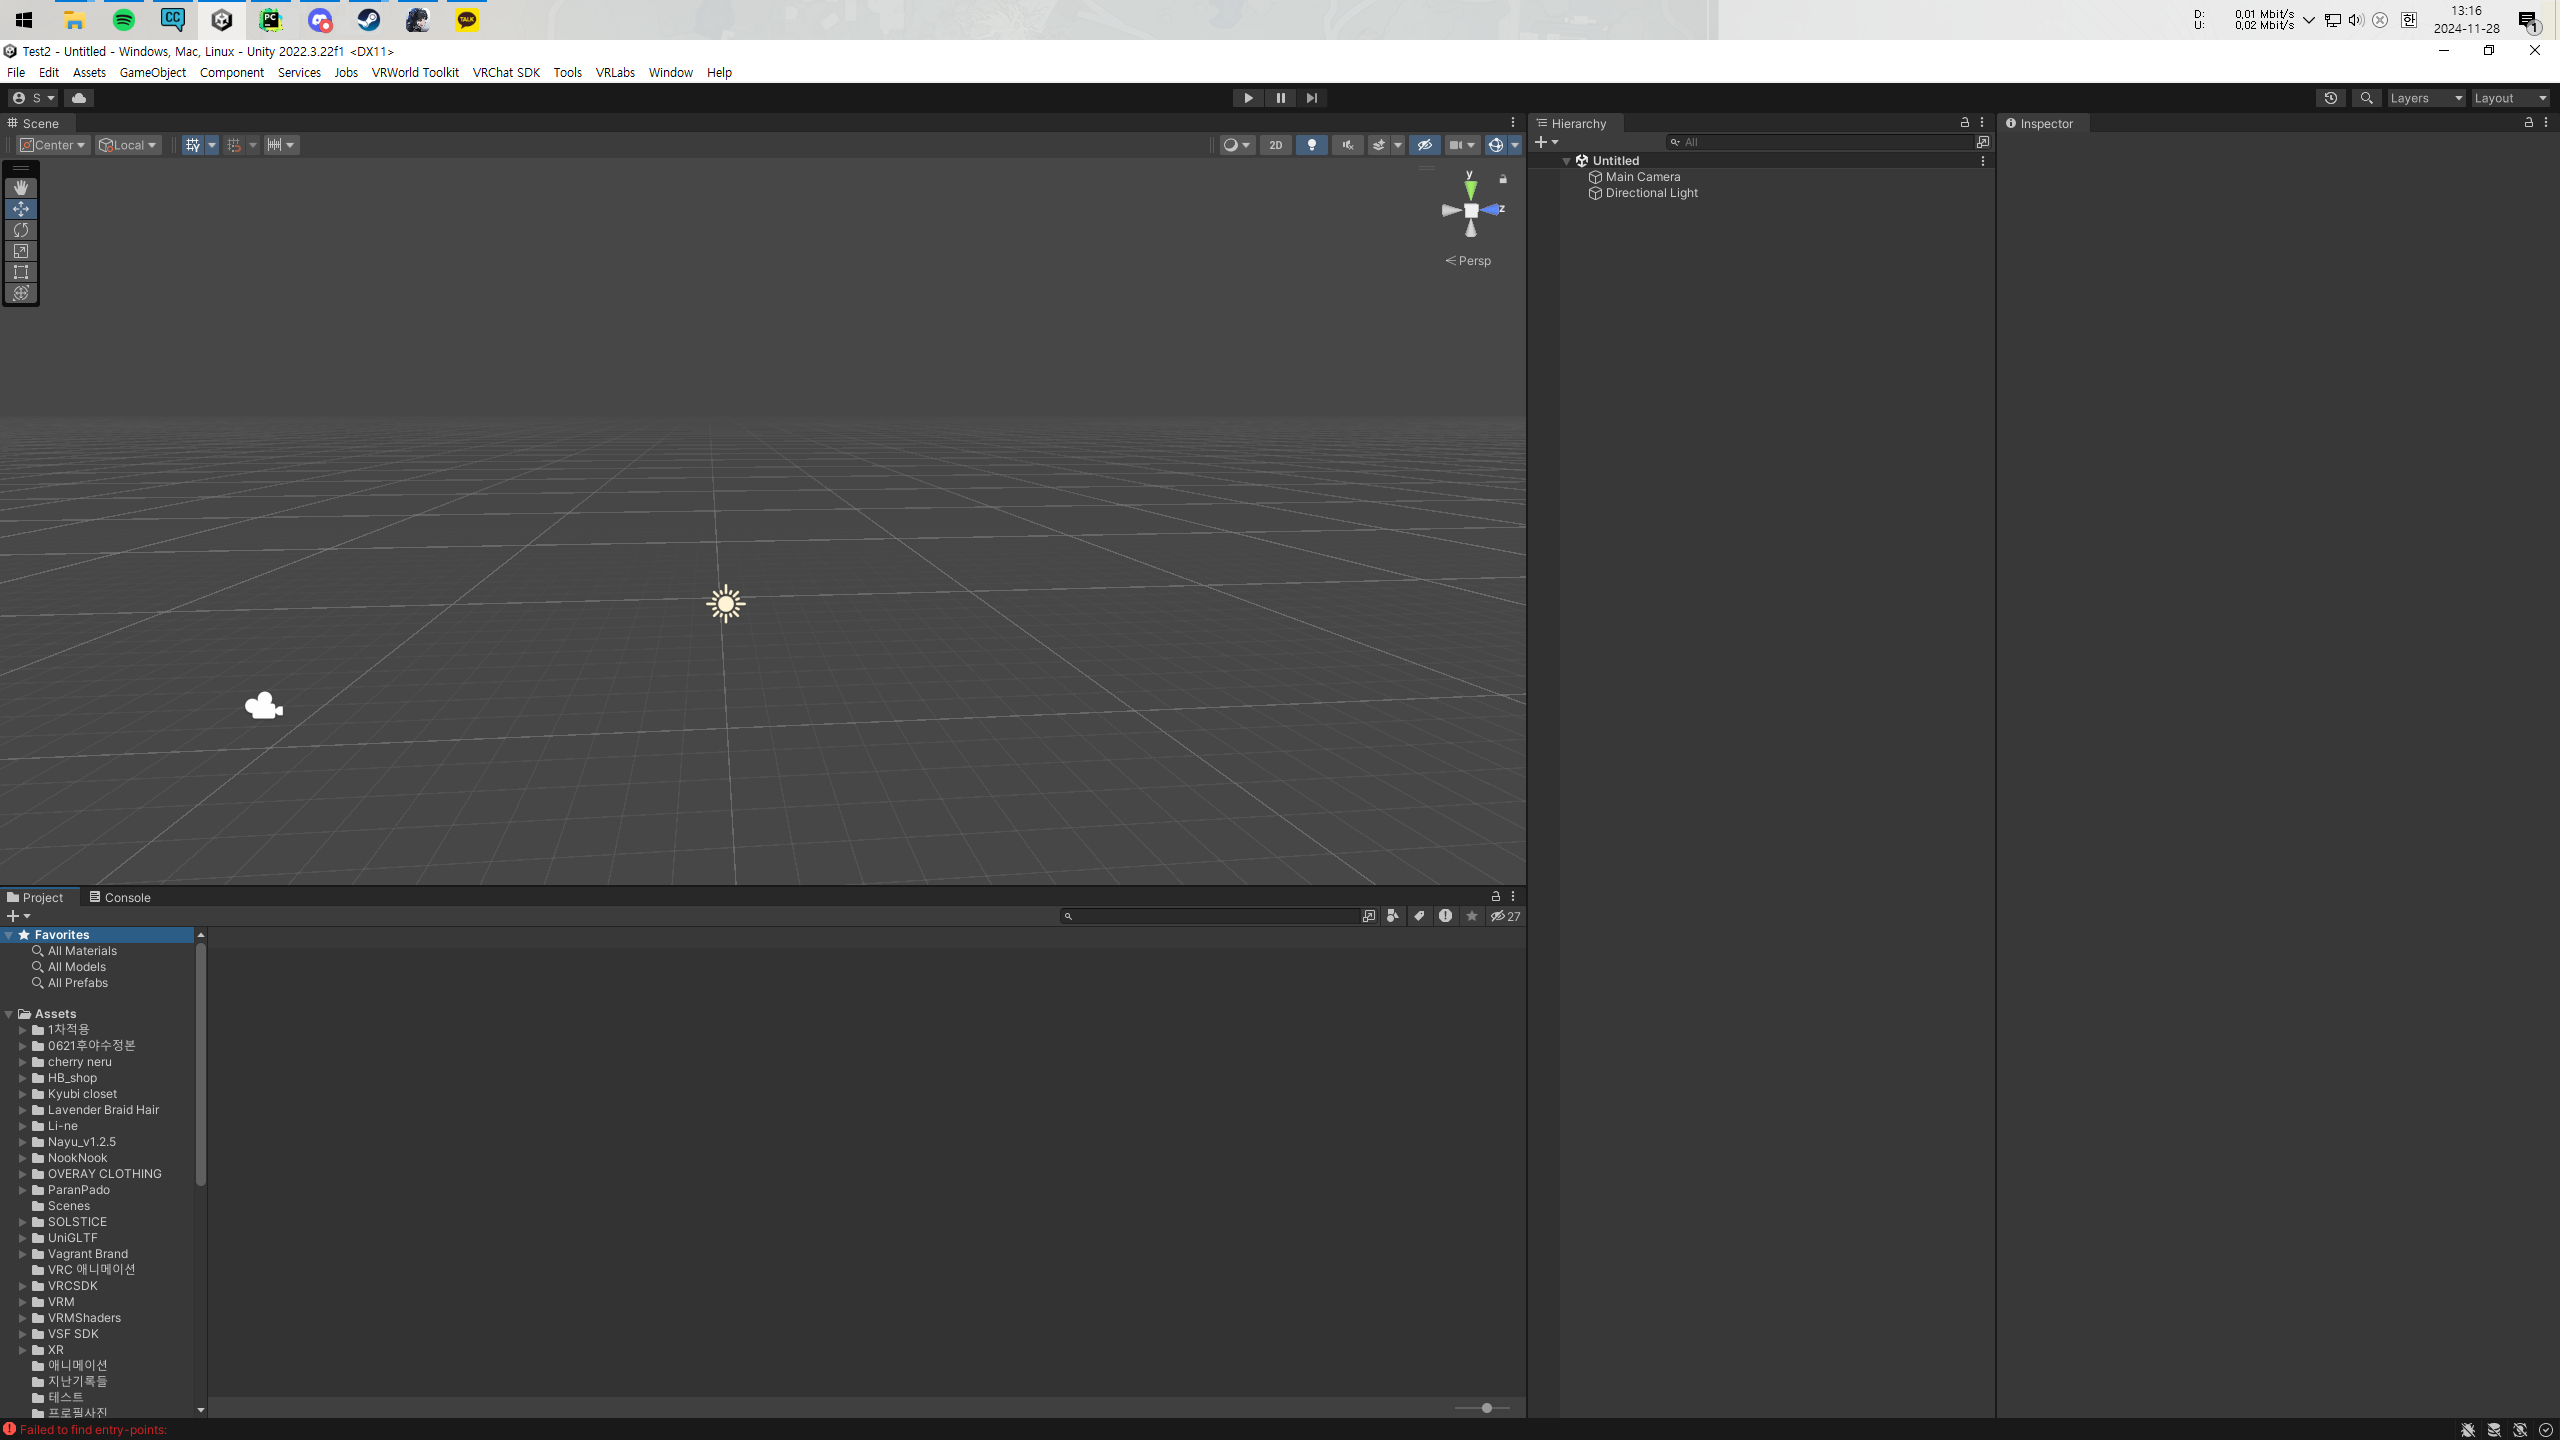 CC
PC
TALK
D: 0,01 Mbit/s
U: 0,02 Mbit/s
한
13:16
2024-11-28
1
Test2 - Untitled - Windows, Mac, Linux - Unity 2022.3.22f1 <DX11>
File Edit Assets GameObject Component Services Jobs VRWorld Toolkit VRChat SDK Tools VRLabs Window Help
S
Layers
Layout
Scene
Center
Local
2D
y
z
Persp
Hierarchy
All
Untitled
Main Camera
Directional Light
Inspector
Project Console
27
Favorites
All Materials
All Models
All Prefabs
Assets
1차적용
0621후야수정본
cherry neru
HB_shop
Kyubi closet
Lavender Braid Hair
Li-ne
Nayu_v1.2.5
NookNook
OVERAY CLOTHING
ParanPado
Scenes
SOLSTICE
UniGLTF
Vagrant Brand
VRC 애니메이션
VRCSDK
VRM
VRMShaders
VSF SDK
XR
애니메이션
지난기록들
테스트
프로필사진
Failed to find entry-points: